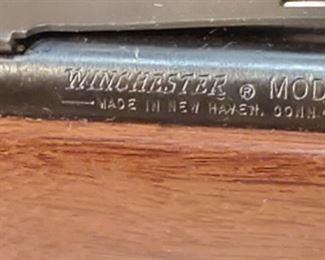 WINCHESTER ® MOD
— MADE IN NEW HAVEN, CONN.